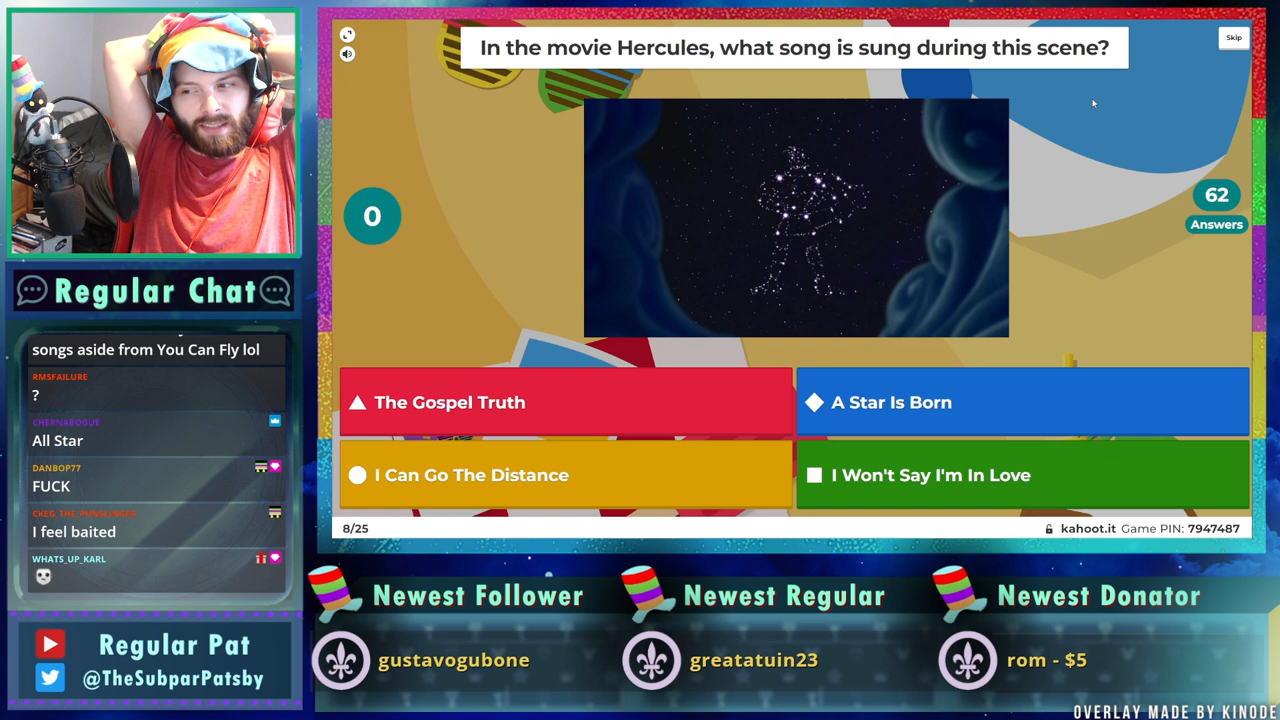 In the movie Hercules, what song is sung during this scene?
Skip
0
62
Answers
The Gospel Truth
A Star Is Born
I Can Go The Distance
I Won't Say I'm In Love
8/25
kahoot.it Game PIN: 7947487
Regular Chat
songs aside from You Can Fly lol
RMSFAILURE
?
CHERNABOGUE
All Star
DANBOP77
FUCK
CKEG_THE_PUNSLINGER
I feel baited
WHATS_UP_KARL
Regular Pat
@TheSubparPatsby
Newest Follower
gustavogubone
Newest Regular
greatatuin23
Newest Donator
rom - $5
OVERLAY MADE BY KINODE